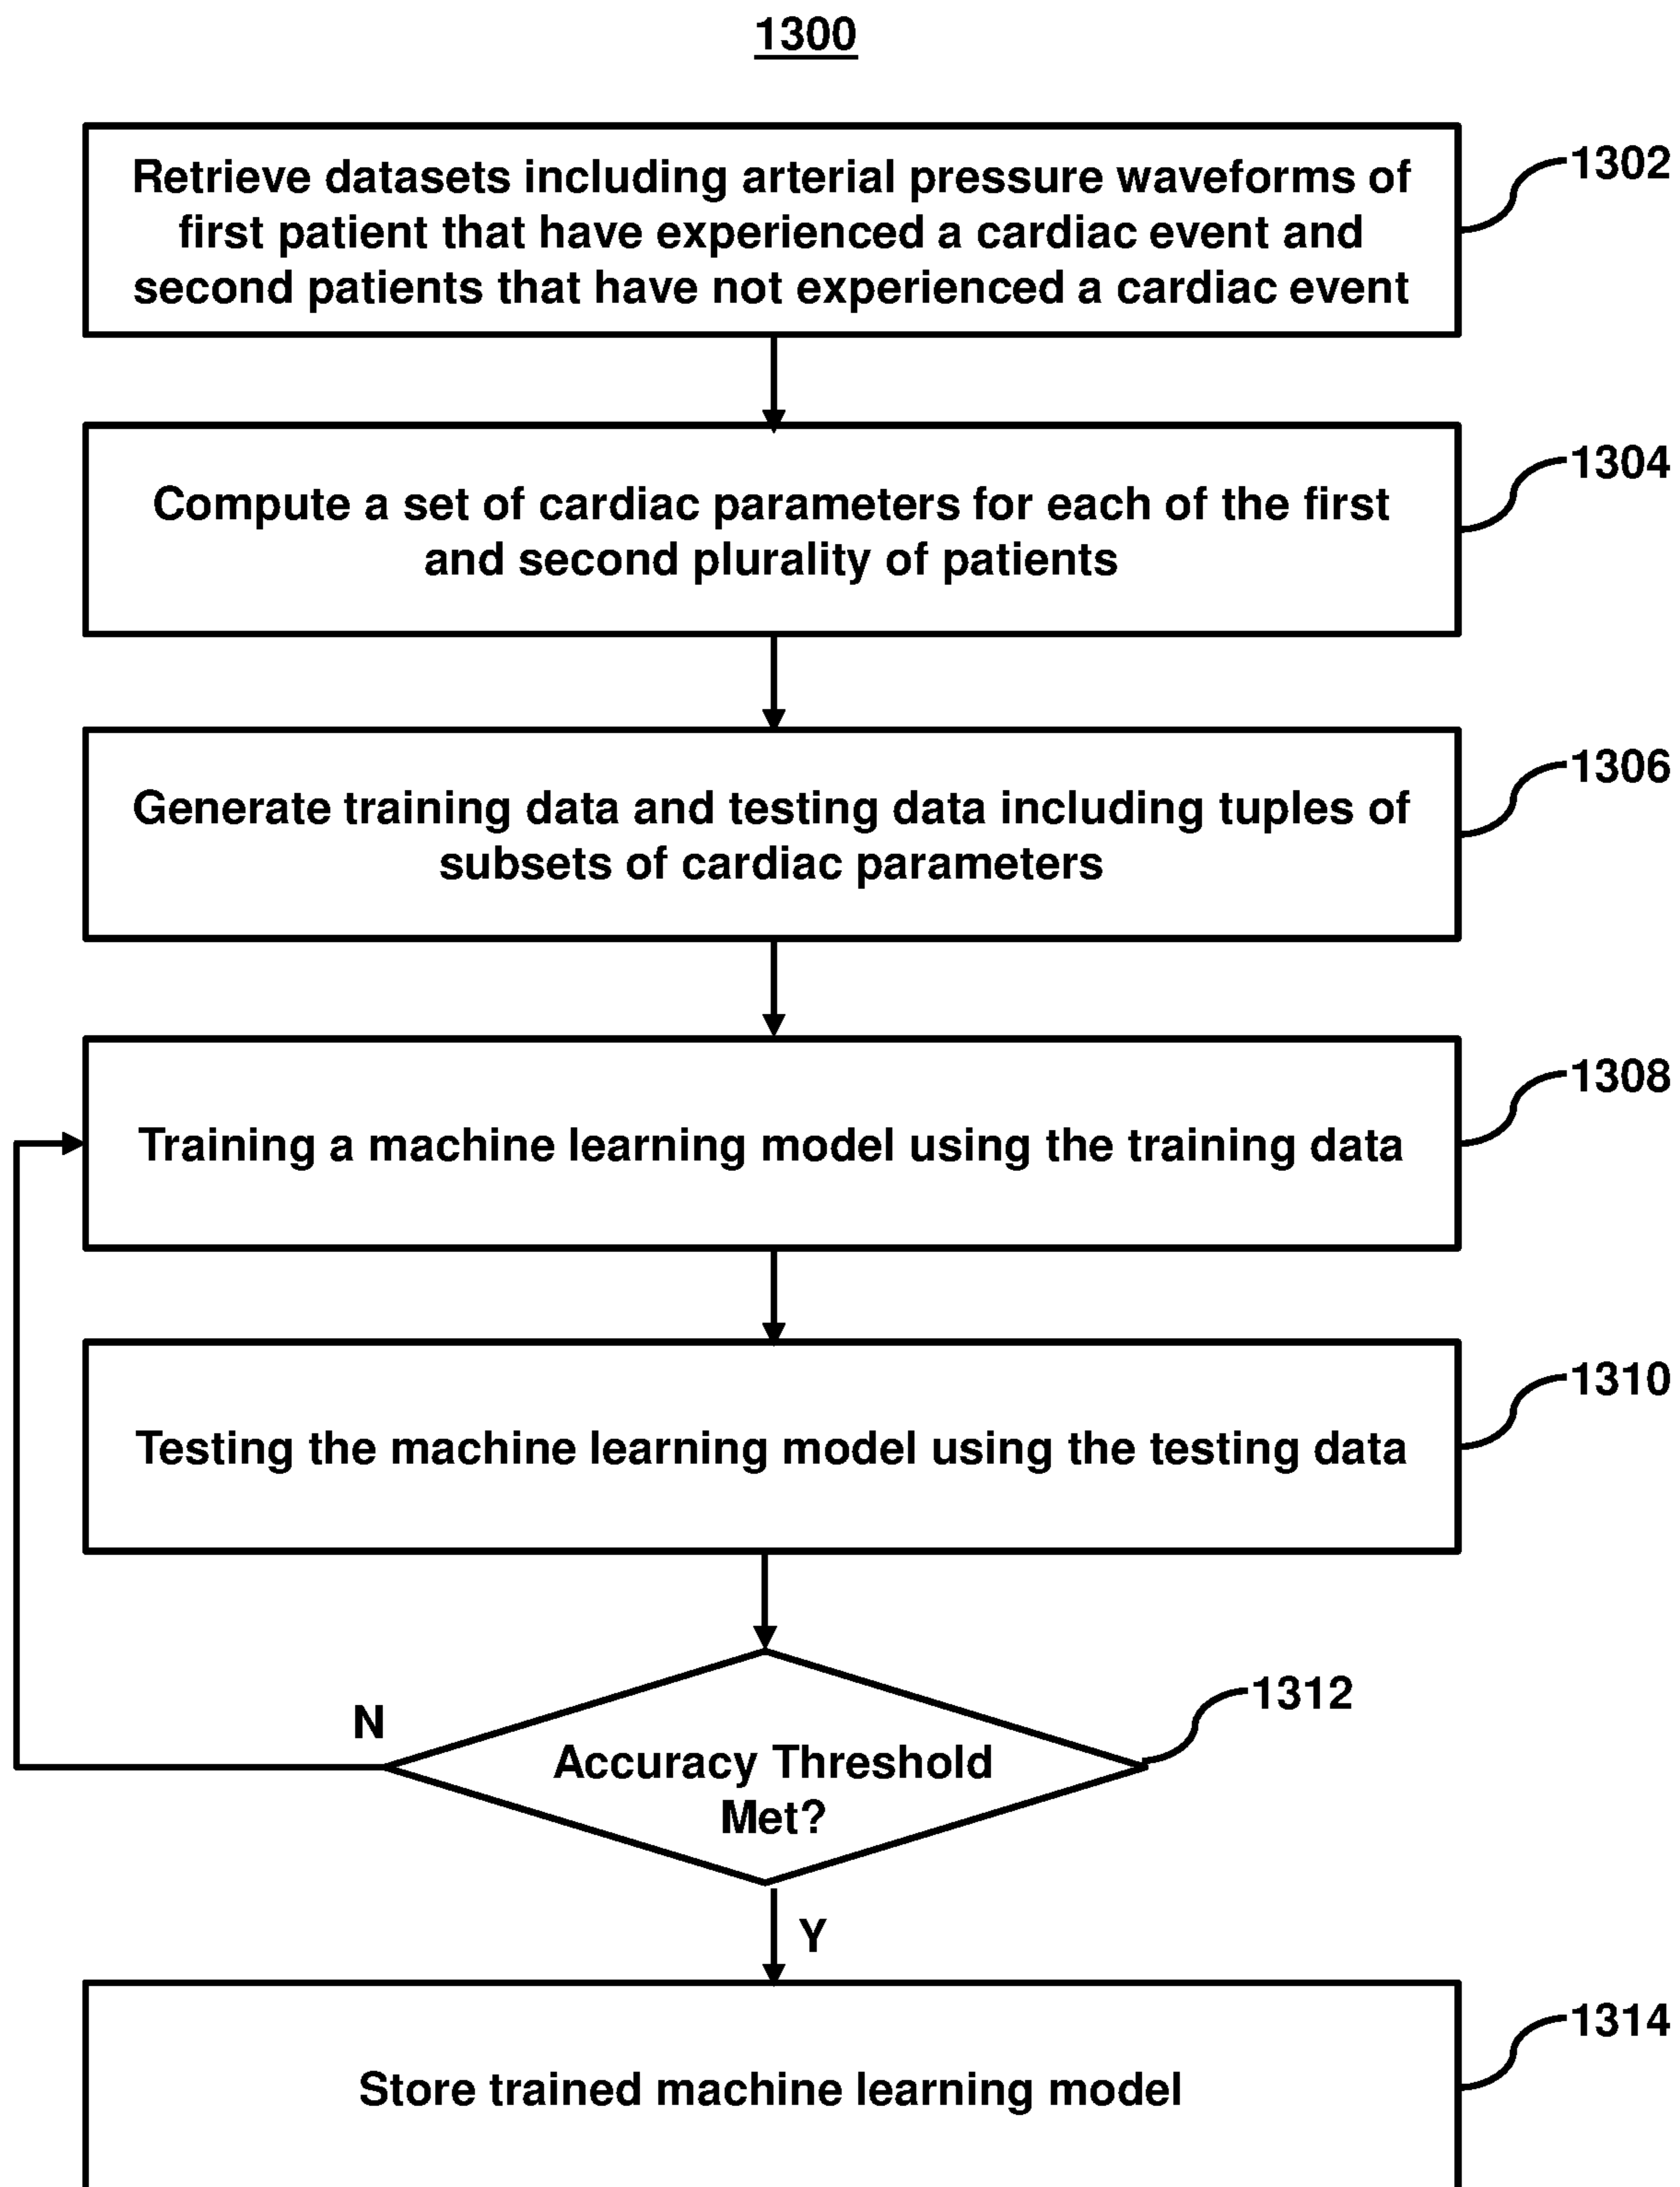 1300
Retrieve datasets including arterial pressure waveforms of
first patient that have experienced a cardiac event and
second patients that have not experienced a cardiac event
1302
Compute a set of cardiac parameters for each of the first
and second plurality of patients
1304
Generate training data and testing data including tuples of
subsets of cardiac parameters
1306
Training a machine learning model using the training data
1308
Testing the machine learning model using the testing data
1310
N
Accuracy Threshold
Met?
1312
Y
Store trained machine learning model
1314